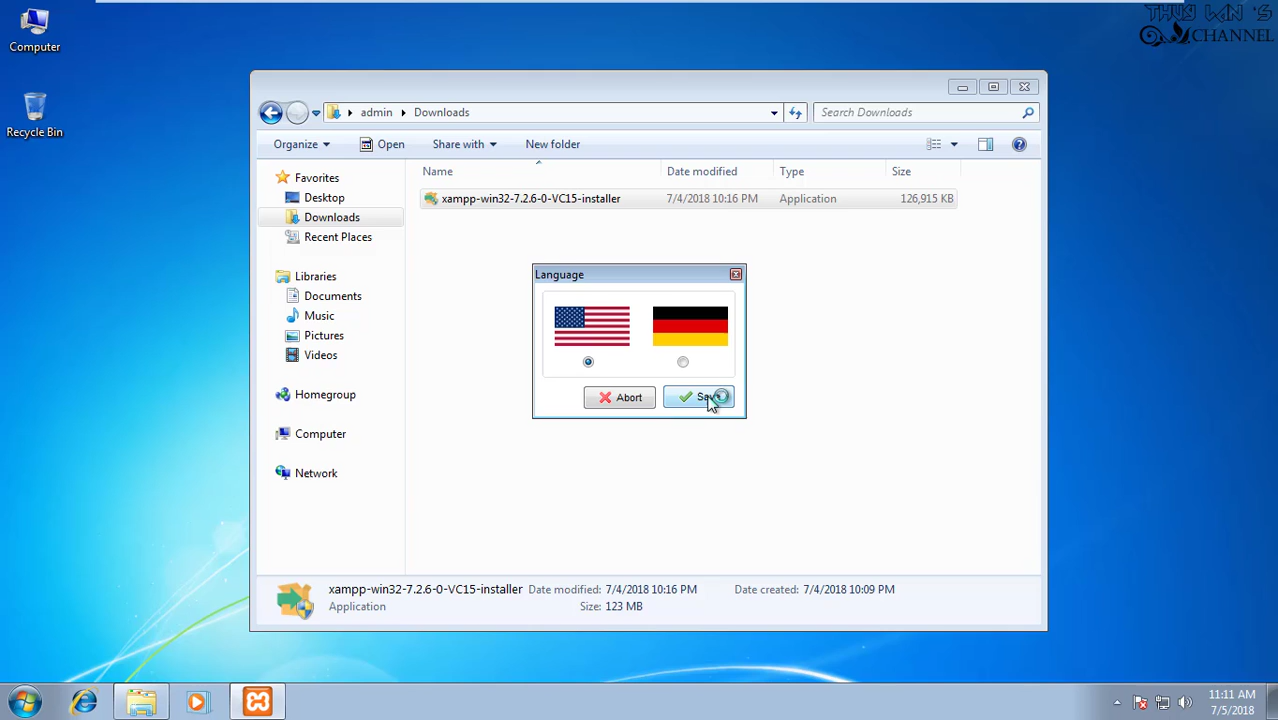 THUY WIN 'S
CHANNEL
Computer
Recycle Bin
admin
Downloads
Search Downloads
Organize
Open
Share with
New folder
Name
Date modified
Type
Size
Favorites
Desktop
Downloads
Recent Places
Libraries
Documents
Music
Pictures
Videos
Homegroup
Computer
Network
xampp-win32-7.2.6-0-VC15-installer
7/4/2018 10:16 PM
Application
126,915 KB
Language
Abort
xampp-win32-7.2.6-0-VC15-installer
Date modified: 7/4/2018 10:16 PM
Date created: 7/4/2018 10:09 PM
Application
Size: 123 MB
11:11 AM
7/5/2018